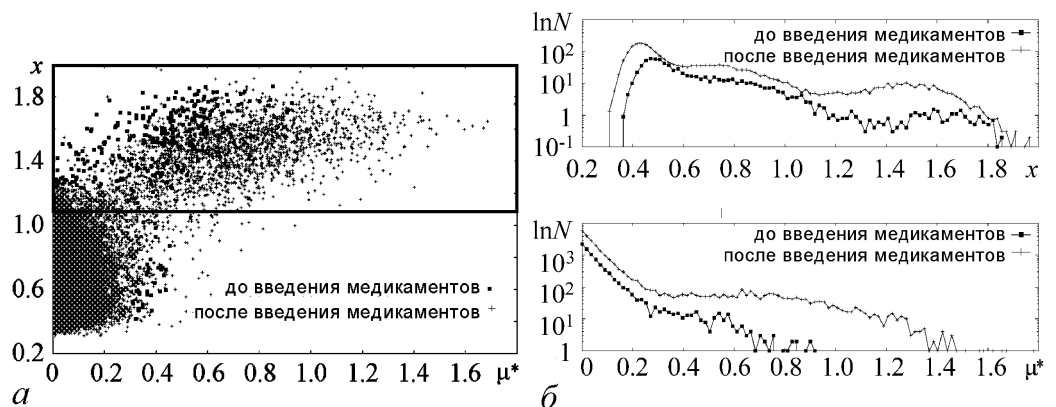 x
1.8
1.4
1.0
0.6
0.2
до введения медикаментов
после введения медикаментов
0 0.2 0.4 0.6 0.8 1.0 1.2 1.4 1.6 μ*
а
lnN
10²
10¹
1
10⁻¹
до введения медикаментов
после введения медикаментов
0.2 0.4 0.6 0.8 1.0 1.2 1.4 1.6 1.8 x
lnN
10³
10²
10¹
1
до введения медикаментов
после введения медикаментов
0 0.2 0.4 0.6 0.8 1.0 1.2 1.4 1.6 μ*
б